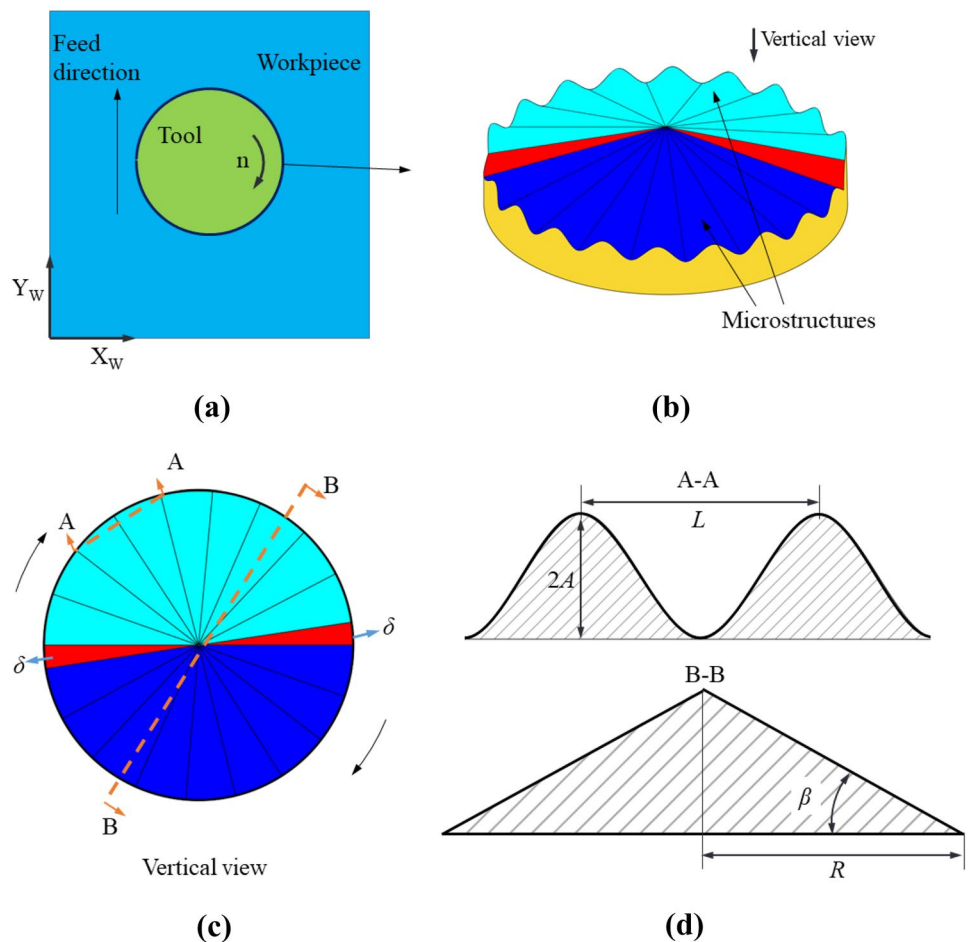 Feed
direction
Workpiece
Tool
n
Y_W
X_W
(a)
Vertical view
Microstructures
(b)
A
A
B
δ
δ
B
Vertical view
(c)
A-A
L
2A
B-B
β
R
(d)